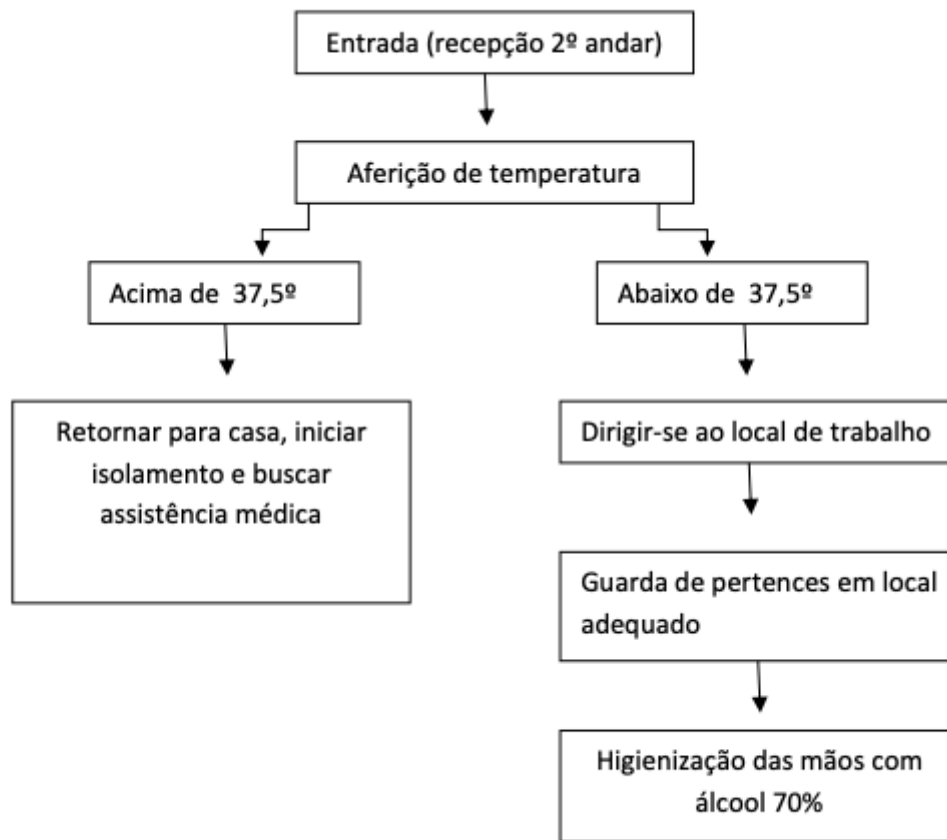 Entrada (recepção 2º andar)
Aferição de temperatura
Acima de 37,5º
Abaixo de 37,5º
Retornar para casa, iniciar
isolamento e buscar
assistência médica
Dirigir-se ao local de trabalho
Guarda de pertences em local
adequado
Higienização das mãos com
álcool 70%